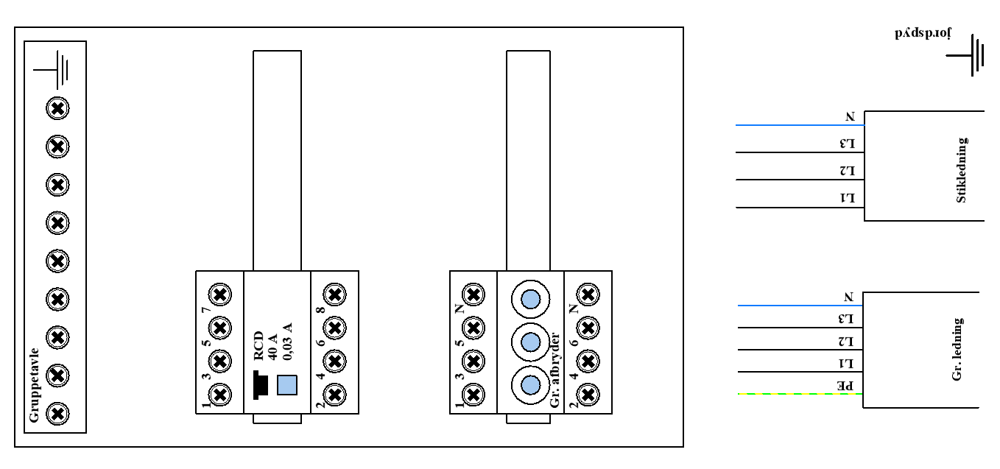 Gruppetavle
7
5
3
1
RCD
40 A
0,03 A
8
6
4
2
N
5
3
1
Gr. afbryder
N
6
4
2
jordspyd
N
L3
L2
L1
Stikledning
N
L3
L2
L1
PE
Gr. ledning